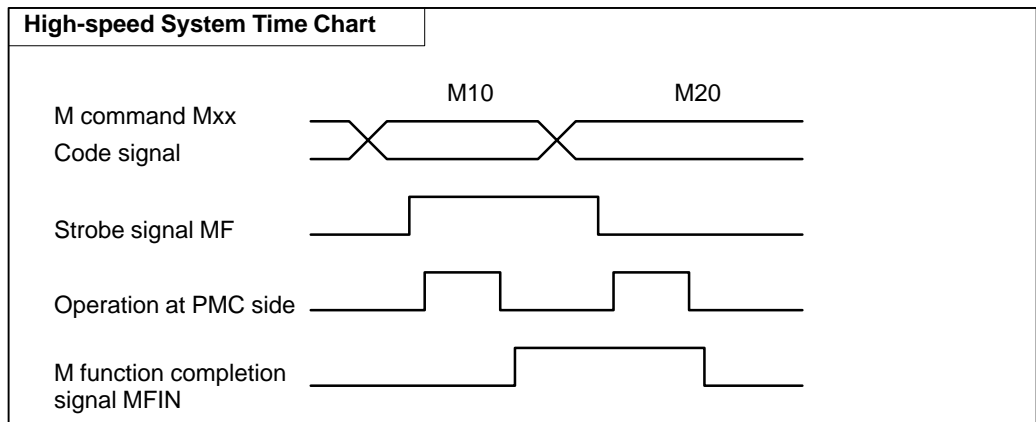 High-speed System Time Chart
M10 M20
M command Mxx
Code signal
Strobe signal MF
Operation at PMC side
M function completion
signal MFIN